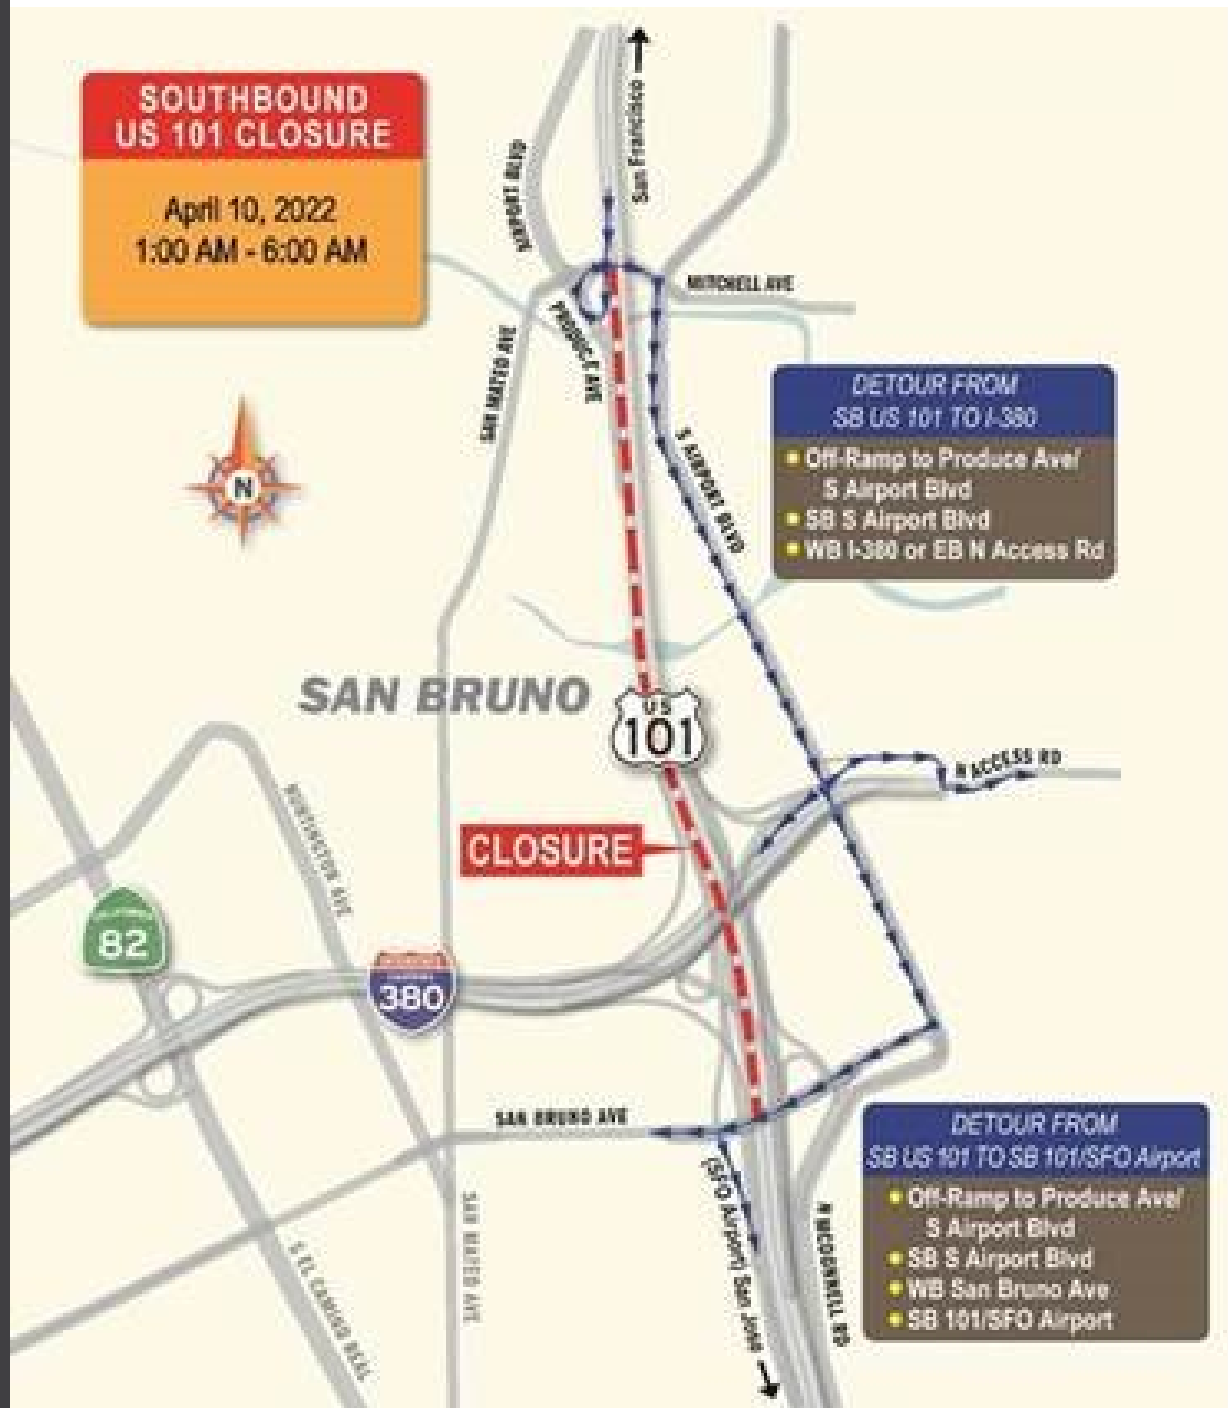 San Francisco
SOUTHBOUND
US 101 CLOSURE
April 10, 2022
1:00 AM - 6:00 AM
AIRPORT BLVD
MITCHELL AVE
PRODUCE AVE
SAN MATEO AVE
DETOUR FROM
SB US 101 TO I-380
Off-Ramp to Produce Ave/
S Airport Blvd
SB S Airport Blvd
WB I-380 or EB N Access Rd
S AIRPORT BLVD
N
SAN BRUNO
US
101
N ACCESS RD
HUNTINGTON AVE
CLOSURE
CALIFORNIA
82
INTERSTATE
380
SAN BRUNO AVE
DETOUR FROM
SB US 101 TO SB 101/SFO Airport
Off-Ramp to Produce Ave/
S Airport Blvd
SB S Airport Blvd
WB San Bruno Ave
SB 101/SFO Airport
(SFO Airport) San Jose
N MCDONNELL RD
SAN MATEO AVE
S EL CAMINO REAL